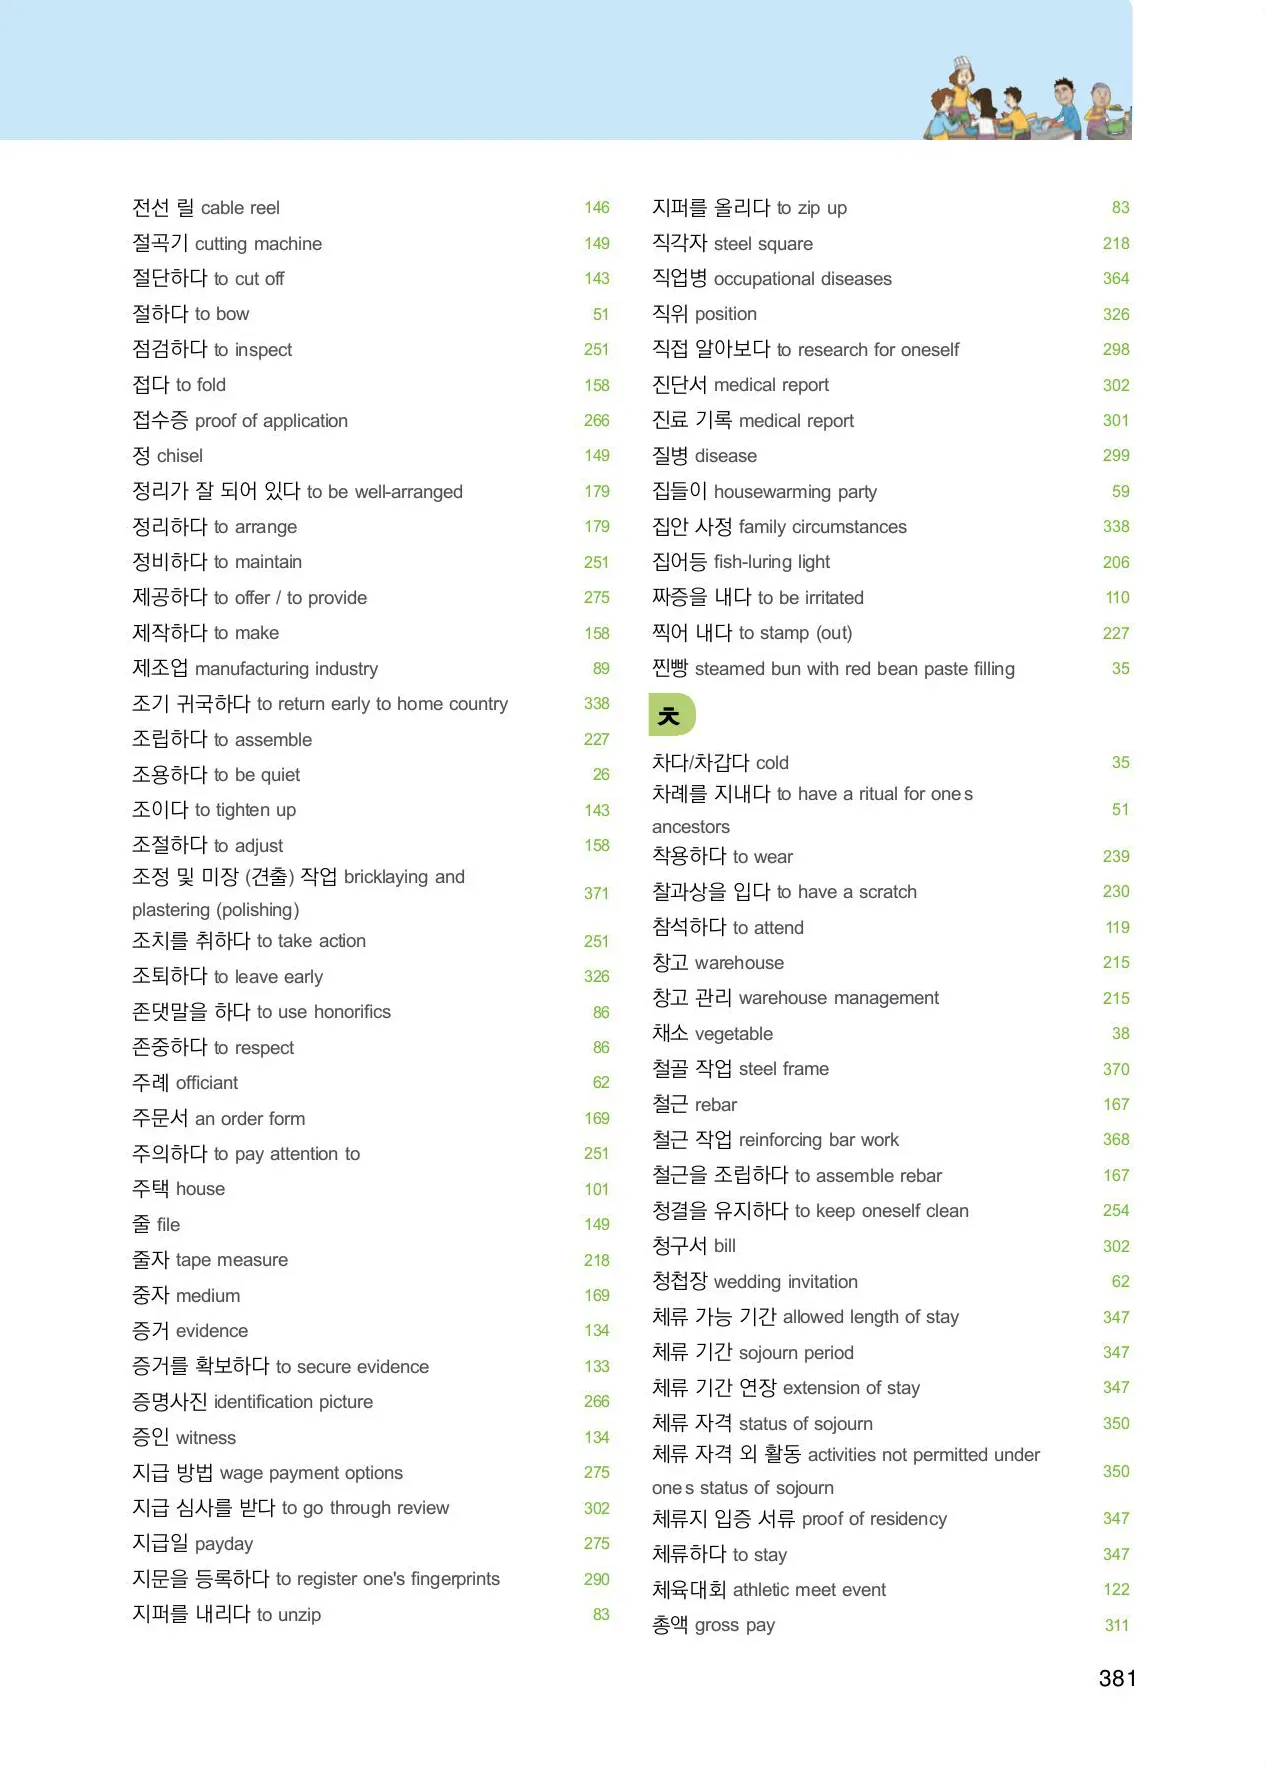 전선 릴 cable reel 146
절곡기 cutting machine 149
절단하다 to cut off 143
절하다 to bow 51
점검하다 to inspect 251
접다 to fold 158
접수증 proof of application 266
정 chisel 149
정리가 잘 되어 있다 to be well-arranged 179
정리하다 to arrange 179
정비하다 to maintain 251
제공하다 to offer / to provide 275
제작하다 to make 158
제조업 manufacturing industry 89
조기 귀국하다 to return early to home country 338
조립하다 to assemble 227
조용하다 to be quiet 26
조이다 to tighten up 143
조절하다 to adjust 158
조정 및 미장 (견출) 작업 bricklaying and
plastering (polishing) 371
조치를 취하다 to take action 251
조퇴하다 to leave early 326
존댓말을 하다 to use honorifics 86
존중하다 to respect 86
주례 officiant 62
주문서 an order form 169
주의하다 to pay attention to 251
주택 house 101
줄 file 149
줄자 tape measure 218
중자 medium 169
증거 evidence 134
증거를 확보하다 to secure evidence 133
증명사진 identification picture 266
증인 witness 134
지급 방법 wage payment options 275
지급 심사를 받다 to go through review 302
지급일 payday 275
지문을 등록하다 to register one's fingerprints 290
지퍼를 내리다 to unzip 83
지퍼를 올리다 to zip up 83
직각자 steel square 218
직업병 occupational diseases 364
직위 position 326
직접 알아보다 to research for oneself 298
진단서 medical report 302
진료 기록 medical report 301
질병 disease 299
집들이 housewarming party 59
집안 사정 family circumstances 338
집어등 fish-luring light 206
짜증을 내다 to be irritated 110
찍어 내다 to stamp (out) 227
찐빵 steamed bun with red bean paste filling 35
ㅊ
차다/차갑다 cold 35
차례를 지내다 to have a ritual for one s
ancestors 51
착용하다 to wear 239
찰과상을 입다 to have a scratch 230
참석하다 to attend 119
창고 warehouse 215
창고 관리 warehouse management 215
채소 vegetable 38
철골 작업 steel frame 370
철근 rebar 167
철근 작업 reinforcing bar work 368
철근을 조립하다 to assemble rebar 167
청결을 유지하다 to keep oneself clean 254
청구서 bill 302
청첩장 wedding invitation 62
체류 가능 기간 allowed length of stay 347
체류 기간 sojourn period 347
체류 기간 연장 extension of stay 347
체류 자격 status of sojourn 350
체류 자격 외 활동 activities not permitted under
one s status of sojourn 350
체류지 입증 서류 proof of residency 347
체류하다 to stay 347
체육대회 athletic meet event 122
총액 gross pay 311
381